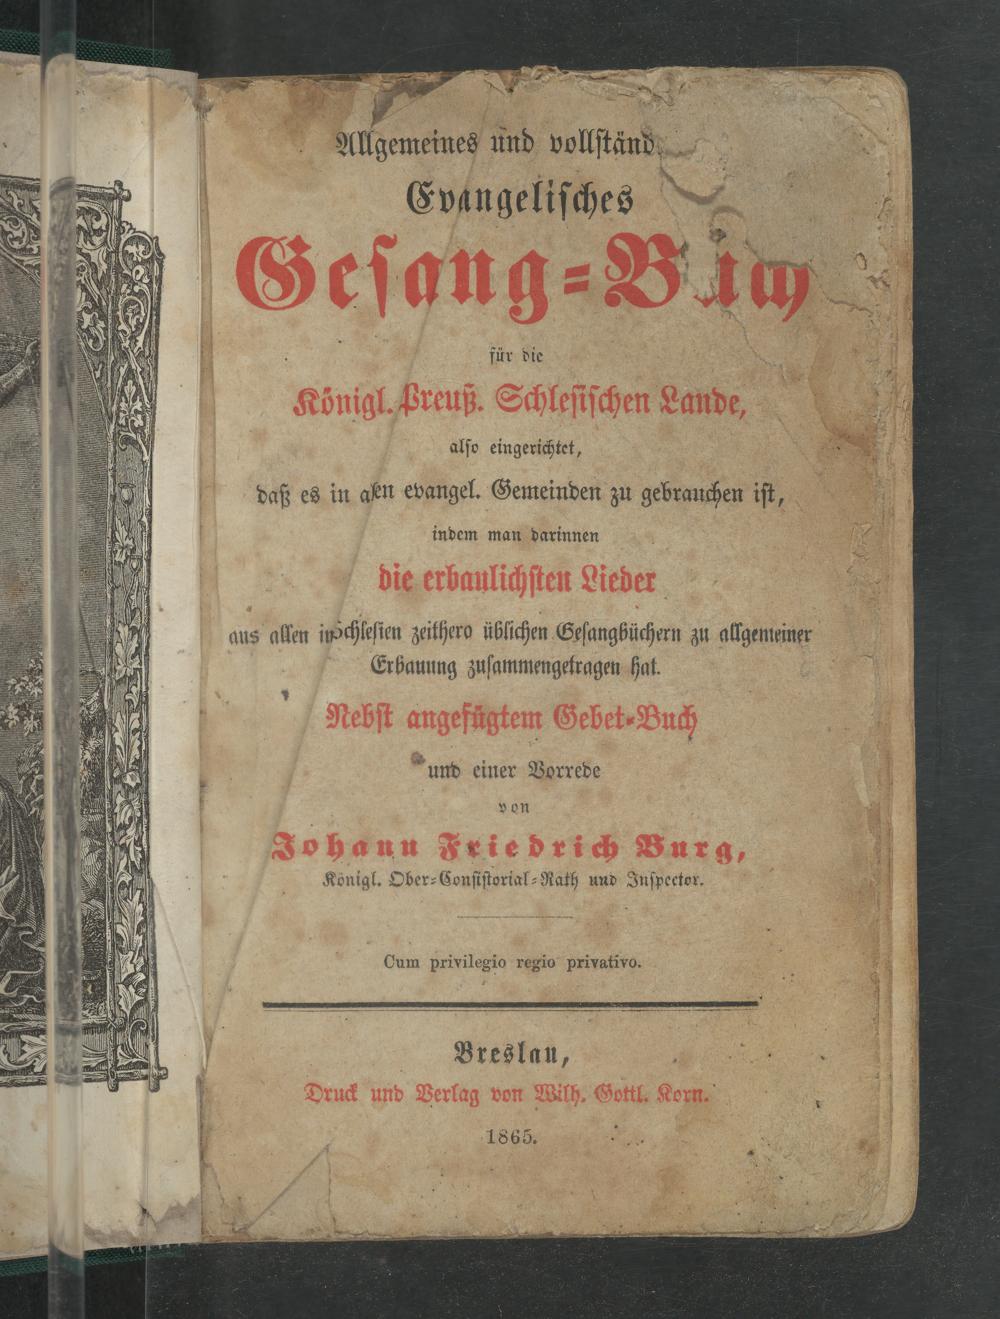 Allgemeines und vollständ
Evangelisches
Gesang-Buch
für die
Königl. Preuß. Schlesischen Lande,
also eingerichtet,
daß es in allen evangel. Gemeinden zu gebrauchen ist,
indem man darinnen
die erbaulichsten Lieder
aus allen in Schlesien zeithero üblichen Gesangbüchern zu allgemeiner
Erbauung zusammengetragen hat.
Nebst angefügtem Gebet-Buch
und einer Vorrede
von
Johann Friedrich Burg,
Königl. Ober-Consistorial-Rath und Inspector.
Cum privilegio regio privativo.
Breslau,
Druck und Verlag von Wilh. Gottl. Korn.
1865.